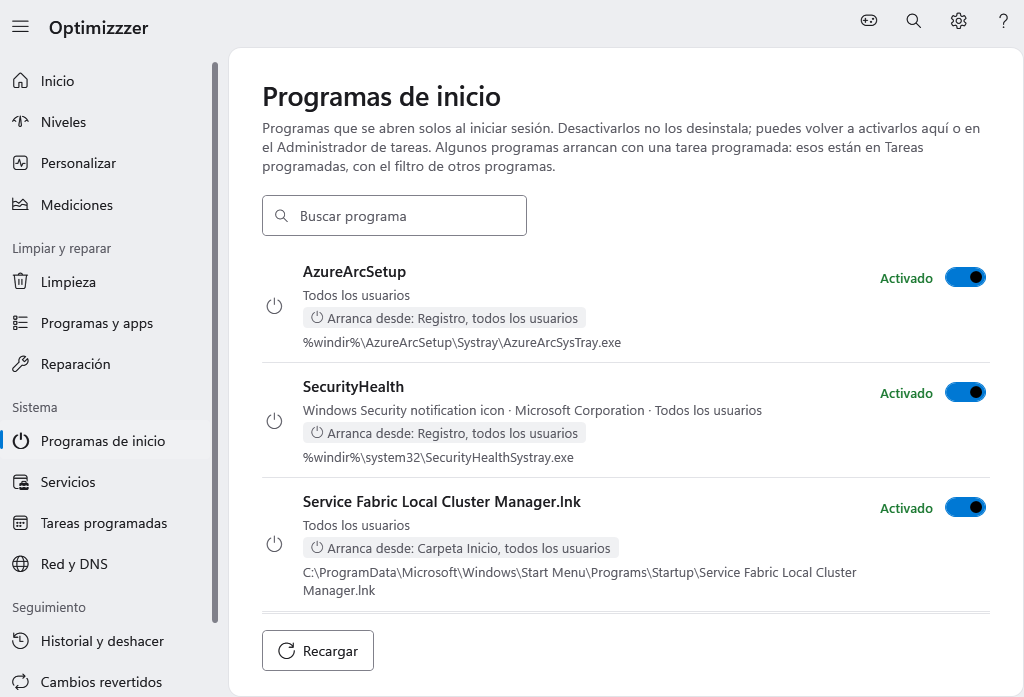 Optimizzzer
Inicio
Niveles
Personalizar
Mediciones
Limpiar y reparar
Limpieza
Programas y apps
Reparación
Sistema
Programas de inicio
Servicios
Tareas programadas
Red y DNS
Seguimiento
Historial y deshacer
Cambios revertidos
Programas de inicio
Programas que se abren solos al iniciar sesión. Desactivarlos no los desinstala; puedes volver a activarlos aquí o en
el Administrador de tareas. Algunos programas arrancan con una tarea programada: esos están en Tareas
programadas, con el filtro de otros programas.
Buscar programa
AzureArcSetup
Activado
Todos los usuarios
Arranca desde: Registro, todos los usuarios
%windir%\AzureArcSetup\Systray\AzureArcSysTray.exe
SecurityHealth
Activado
Windows Security notification icon · Microsoft Corporation · Todos los usuarios
Arranca desde: Registro, todos los usuarios
%windir%\system32\SecurityHealthSystray.exe
Service Fabric Local Cluster Manager.lnk
Activado
Todos los usuarios
Arranca desde: Carpeta Inicio, todos los usuarios
C:\ProgramData\Microsoft\Windows\Start Menu\Programs\Startup\Service Fabric Local Cluster
Manager.lnk
Recargar